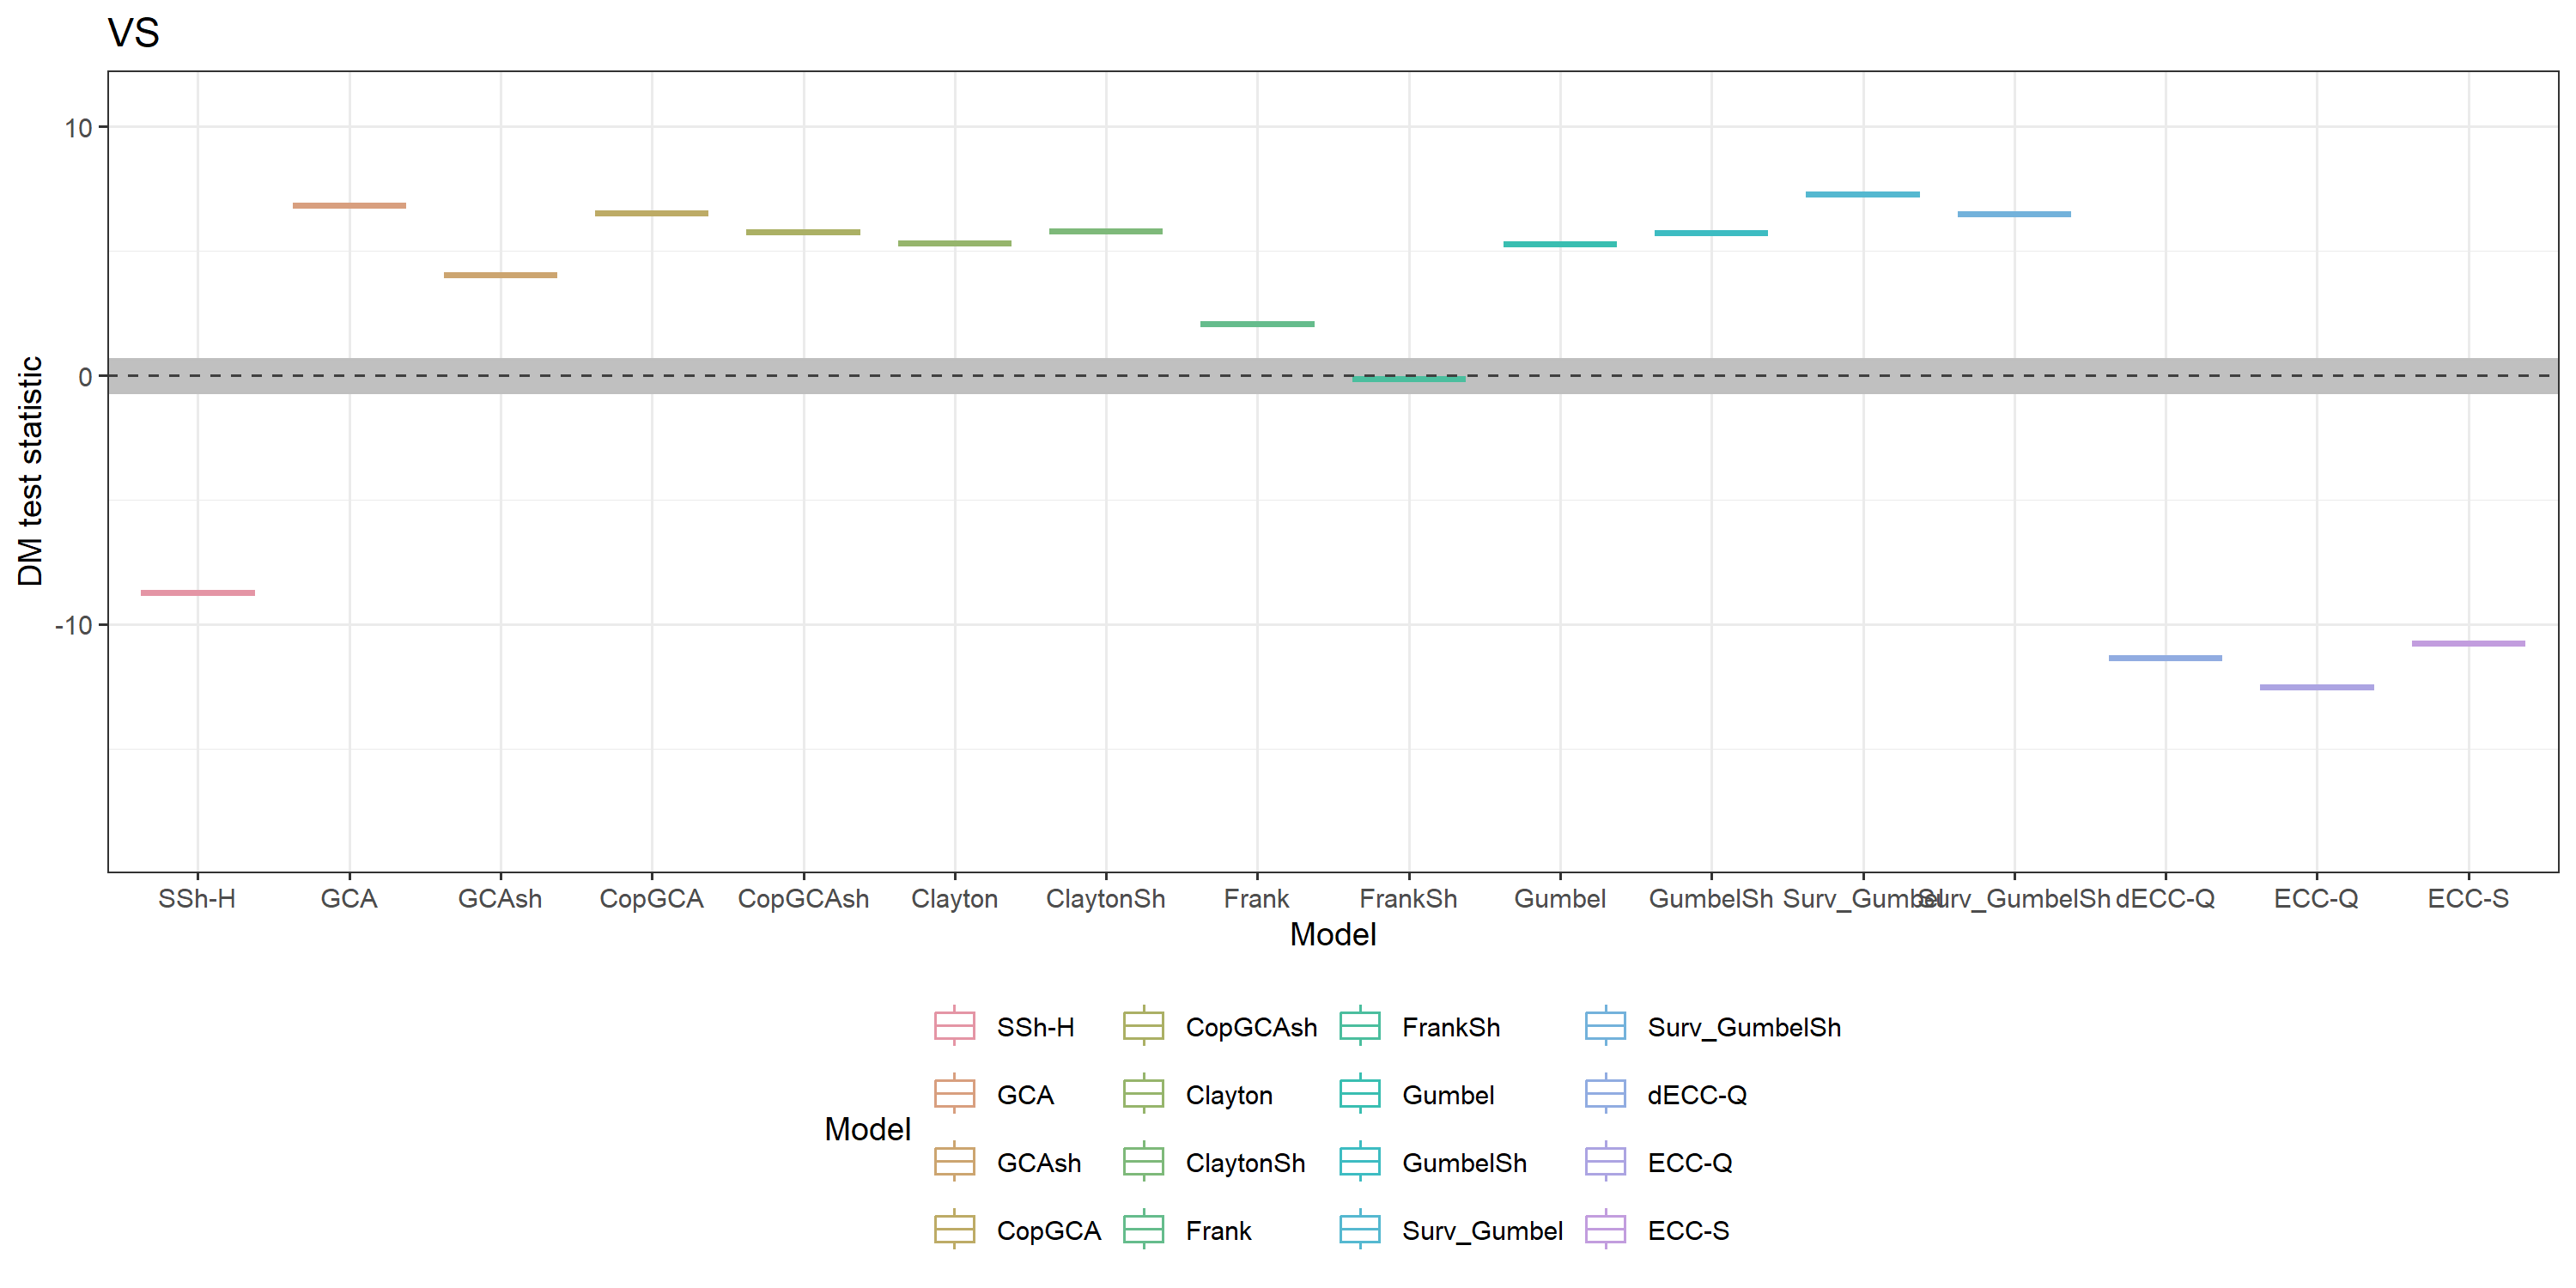 VS
10
0
-10
DM test statistic
SSh-H GCA GCAsh CopGCA CopGCAsh Clayton ClaytonSh Frank FrankSh Gumbel GumbelSh Surv_Gumbel Surv_GumbelSh dECC-Q ECC-Q ECC-S
Model
Model
SSh-H CopGCAsh FrankSh Surv_GumbelSh
GCA Clayton Gumbel dECC-Q
GCAsh ClaytonSh GumbelSh ECC-Q
CopGCA Frank Surv_Gumbel ECC-S